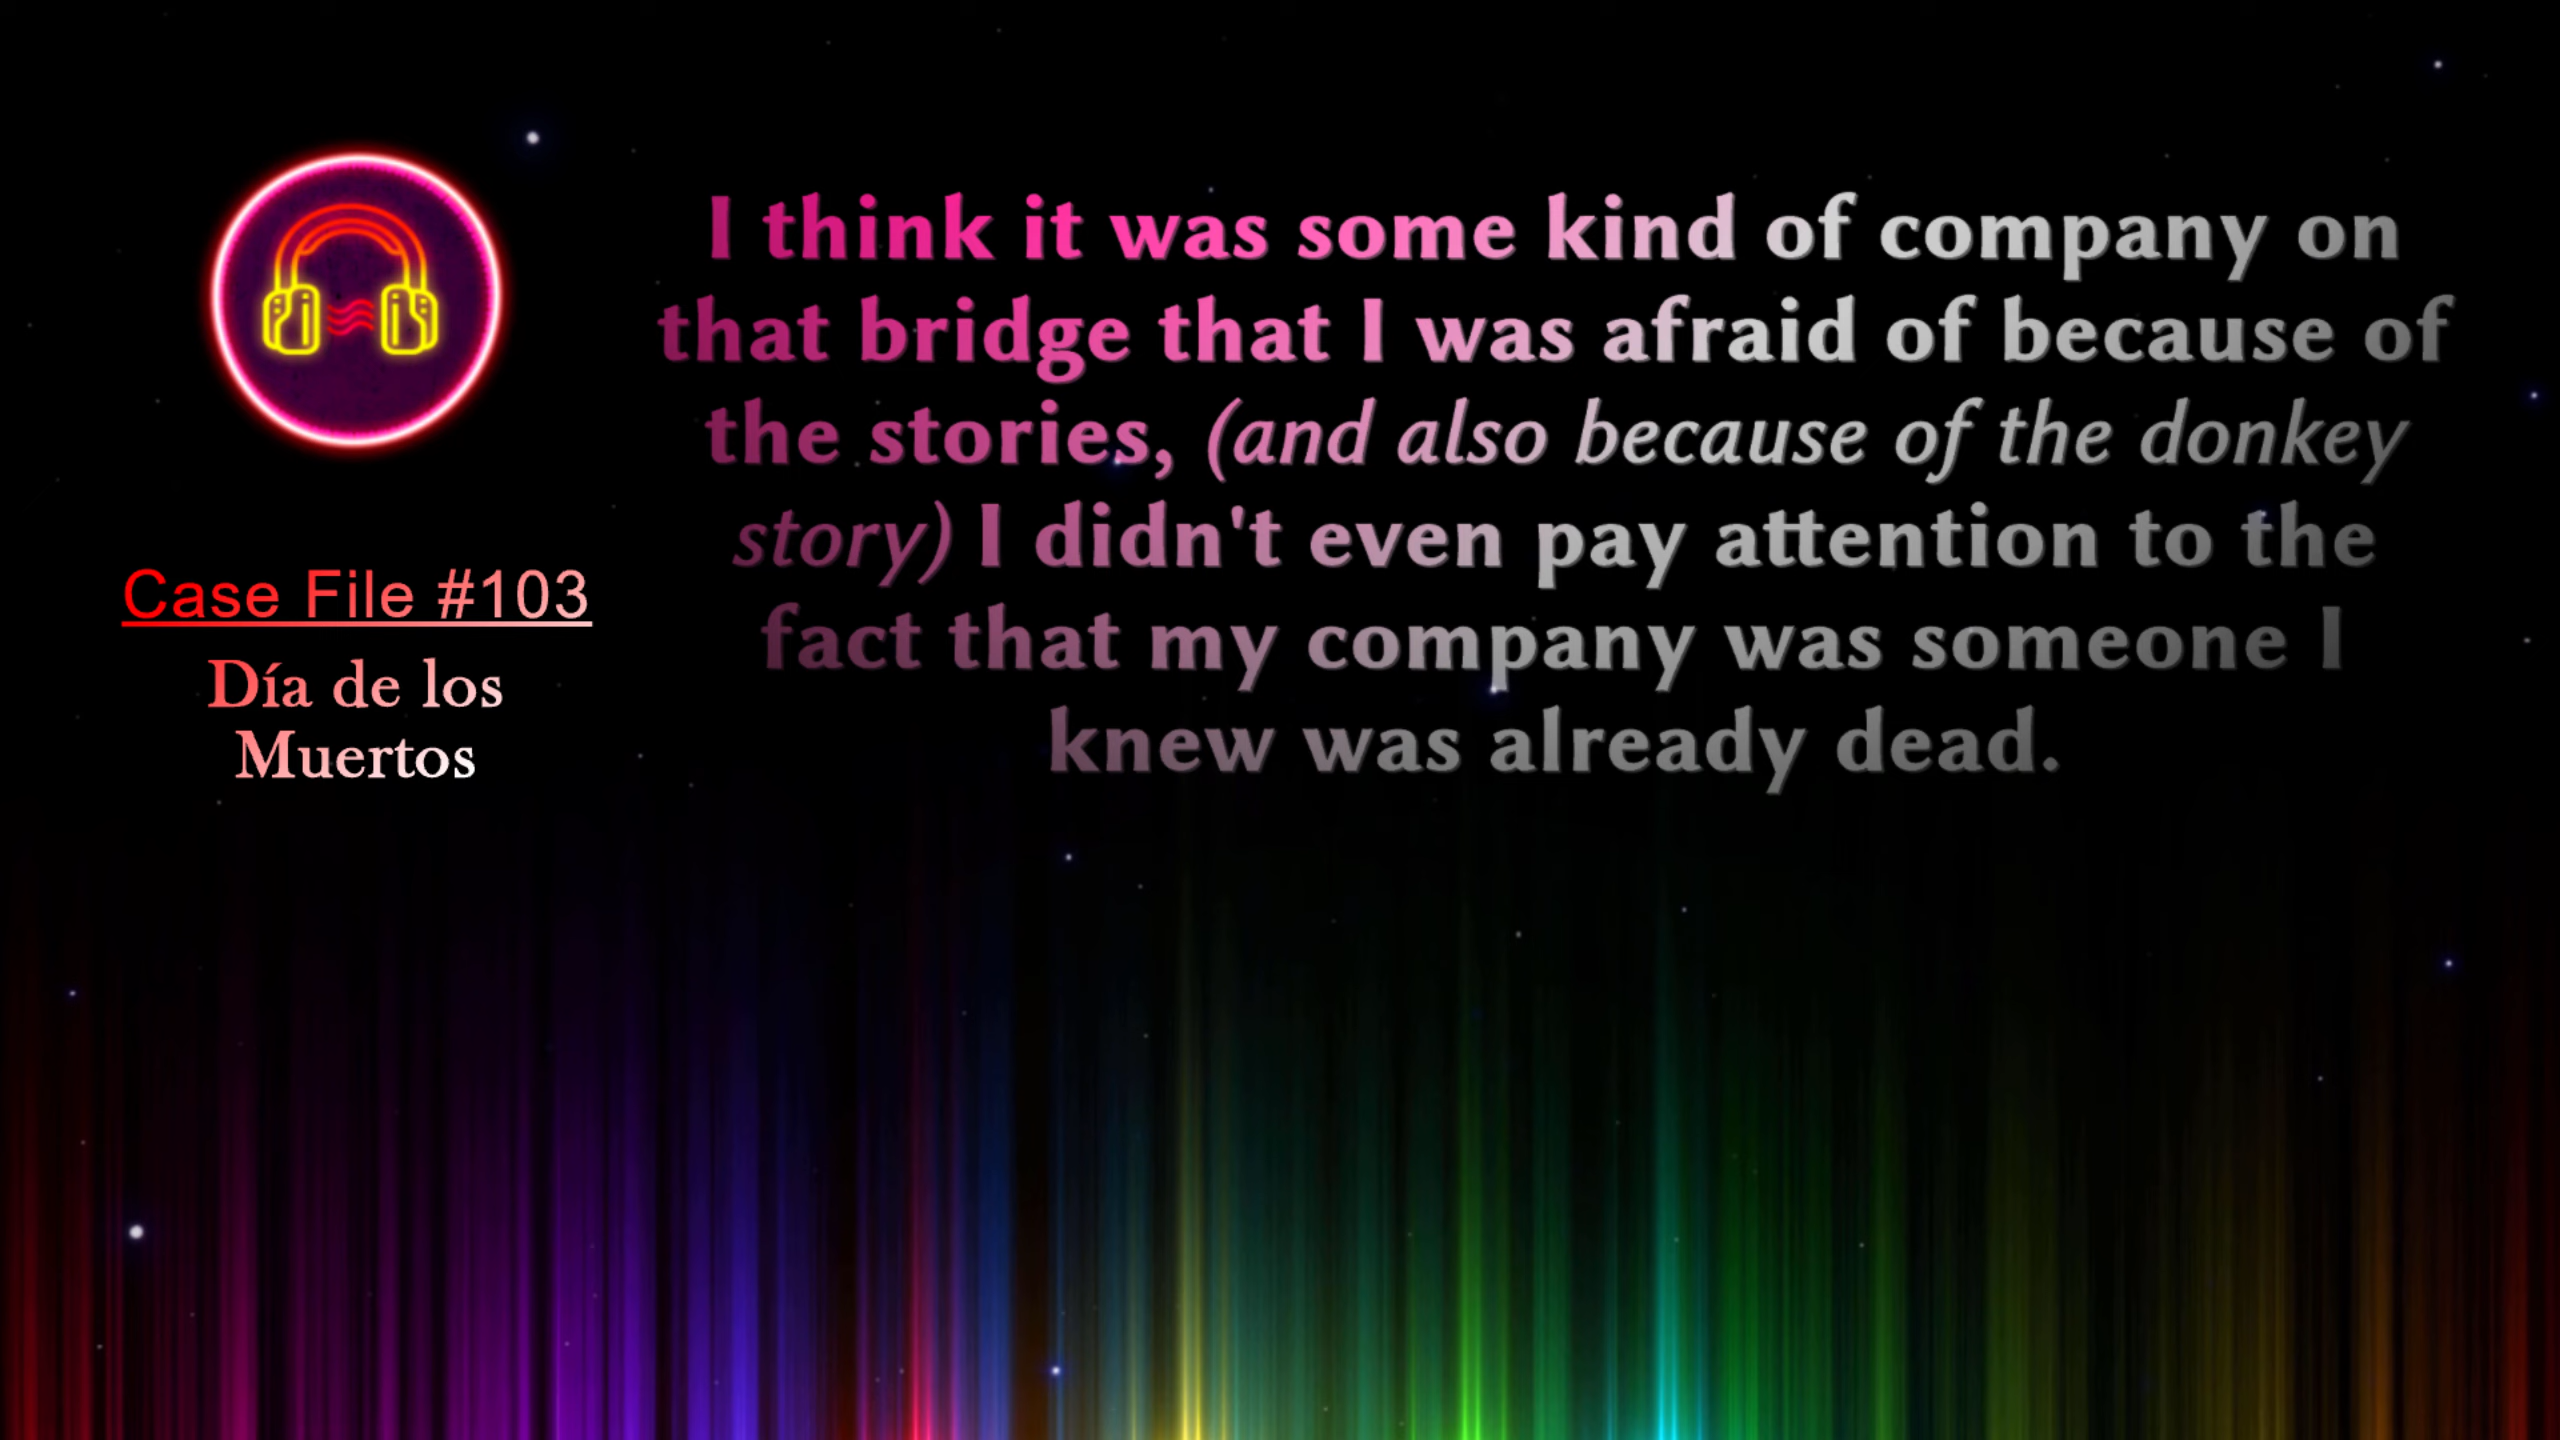 Case File #103
Día de los
Muertos
I think it was some kind of company on
that bridge that I was afraid of because of
the stories, (and also because of the donkey
story) I didn't even pay attention to the
fact that my company was someone I
knew was already dead.